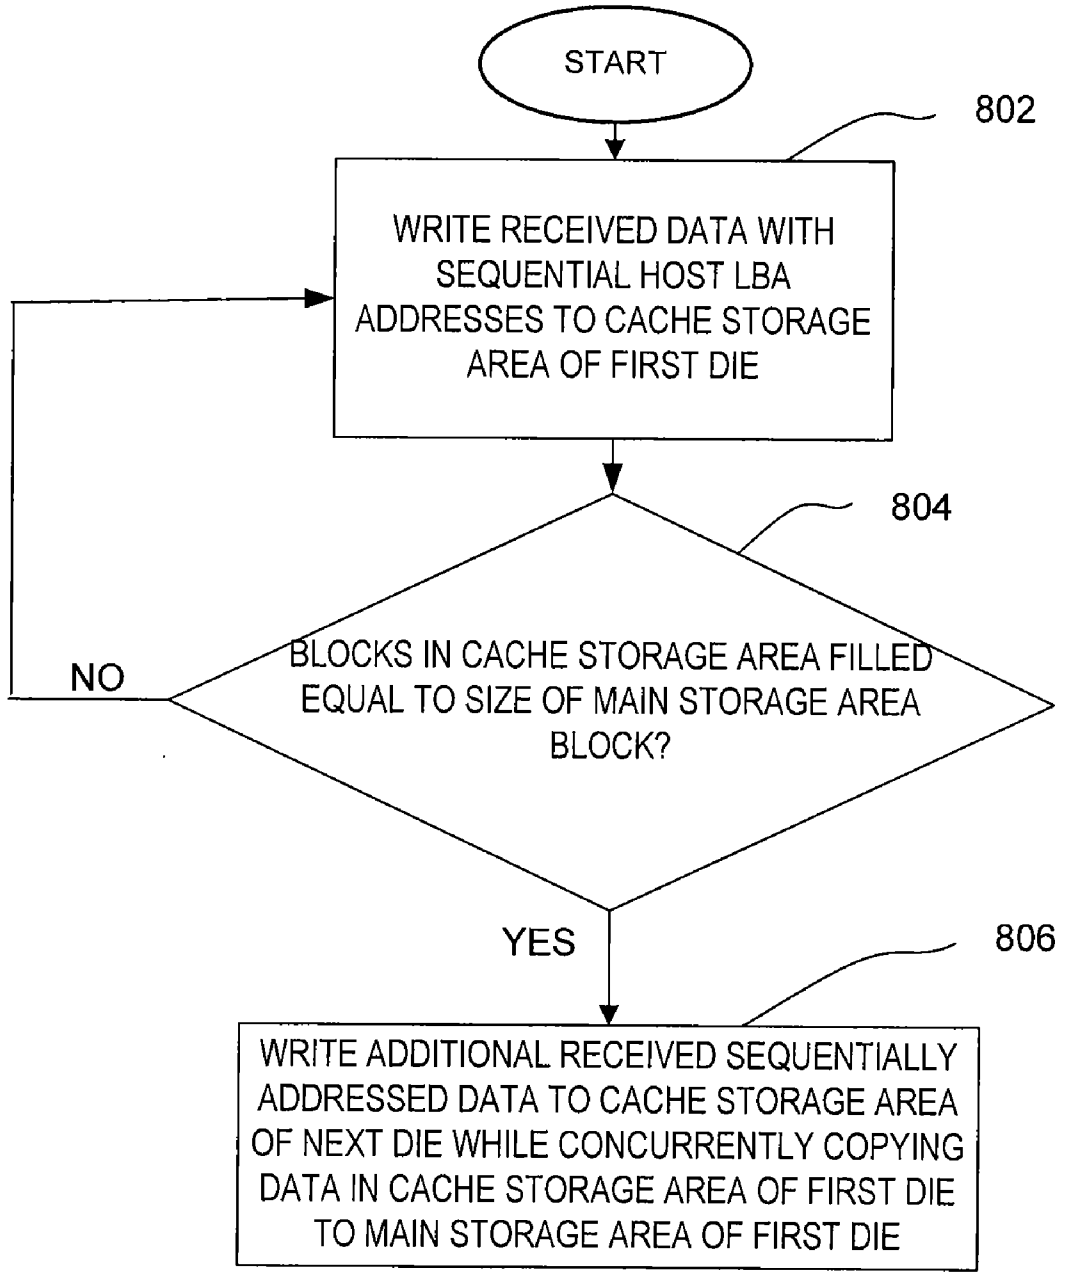 START
802
WRITE RECEIVED DATA WITH
SEQUENTIAL HOST LBA
ADDRESSES TO CACHE STORAGE
AREA OF FIRST DIE
804
BLOCKS IN CACHE STORAGE AREA FILLED
EQUAL TO SIZE OF MAIN STORAGE AREA
BLOCK?
NO
YES
806
WRITE ADDITIONAL RECEIVED SEQUENTIALLY
ADDRESSED DATA TO CACHE STORAGE AREA
OF NEXT DIE WHILE CONCURRENTLY COPYING
DATA IN CACHE STORAGE AREA OF FIRST DIE
TO MAIN STORAGE AREA OF FIRST DIE